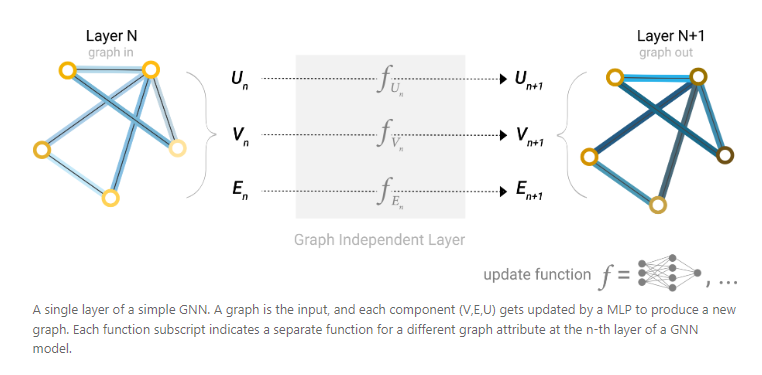 Layer N
graph in
Layer N+1
graph out
Uₙ f Uₙ Uₙ₊₁
Vₙ f Vₙ Vₙ₊₁
Eₙ f Eₙ Eₙ₊₁
Graph Independent Layer
update function f = , ...
A single layer of a simple GNN. A graph is the input, and each component (V,E,U) gets updated by a MLP to produce a new
graph. Each function subscript indicates a separate function for a different graph attribute at the n-th layer of a GNN
model.